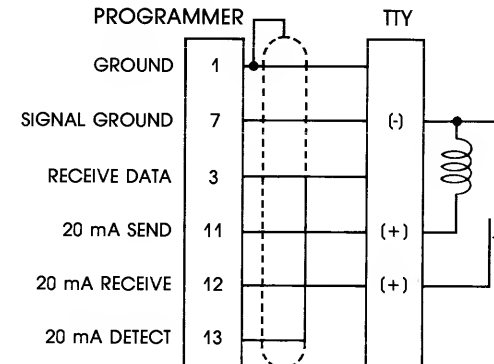 PROGRAMMER TTY
GROUND 1
SIGNAL GROUND 7 (-)
RECEIVE DATA 3
20 mA SEND 11 (+)
20 mA RECEIVE 12 (+)
20 mA DETECT 13